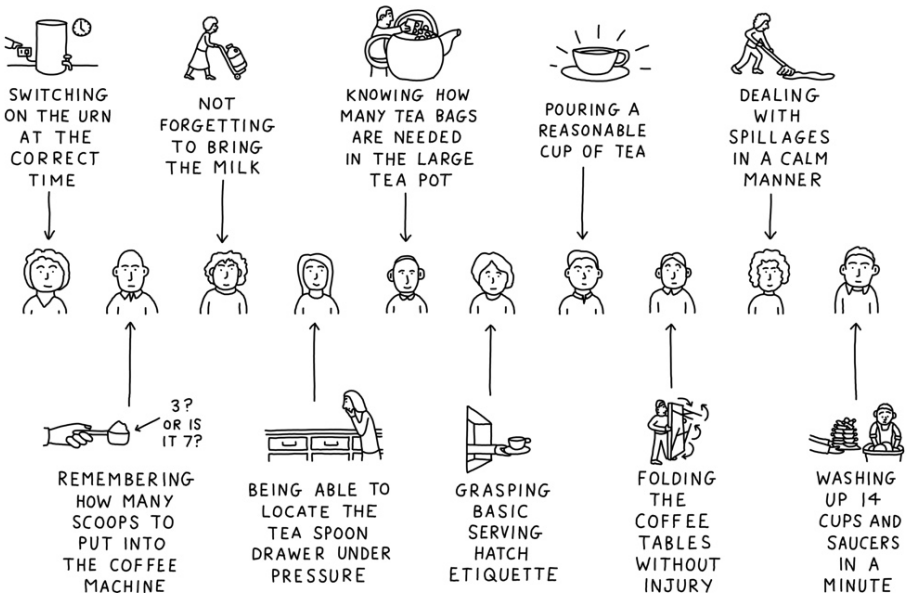 SWITCHING
ON THE URN
AT THE
CORRECT
TIME
NOT
FORGETTING
TO BRING
THE MILK
KNOWING HOW
MANY TEA BAGS
ARE NEEDED
IN THE LARGE
TEA POT
POURING A
REASONABLE
CUP OF TEA
DEALING
WITH
SPILLAGES
IN A CALM
MANNER
3?
OR IS
IT 7?
REMEMBERING
HOW MANY
SCOOPS TO
PUT INTO
THE COFFEE
MACHINE
BEING ABLE TO
LOCATE THE
TEA SPOON
DRAWER UNDER
PRESSURE
GRASPING
BASIC
SERVING
HATCH
ETIQUETTE
FOLDING
THE
COFFEE
TABLES
WITHOUT
INJURY
WASHING
UP 14
CUPS AND
SAUCERS
IN A
MINUTE